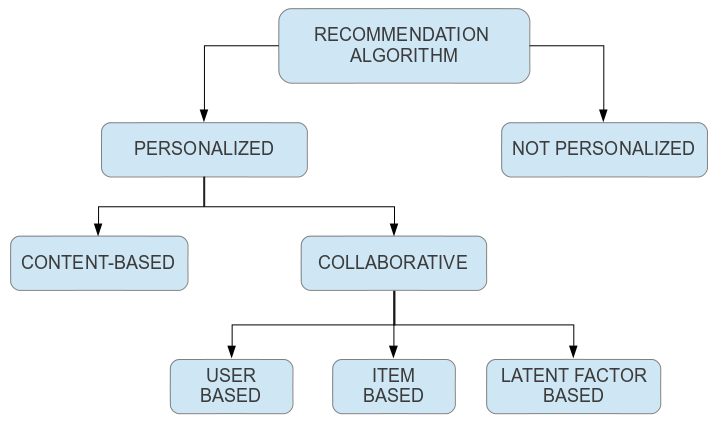 RECOMMENDATION
ALGORITHM
PERSONALIZED
NOT PERSONALIZED
CONTENT-BASED
COLLABORATIVE
USER
BASED
ITEM
BASED
LATENT FACTOR
BASED